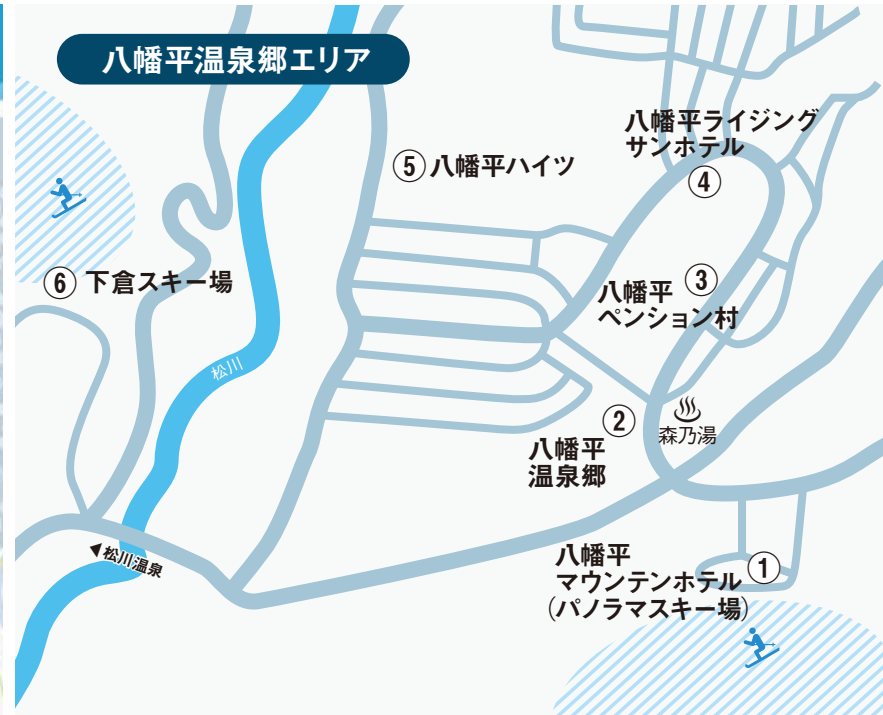 八幡平温泉郷エリア
八幡平ライジング
サンホテル
④
⑤ 八幡平ハイツ
⑥ 下倉スキー場
③
八幡平
ペンション村
松川
②
森乃湯
八幡平
温泉郷
◀松川温泉
八幡平
マウンテンホテル
(パノラマスキー場)
①